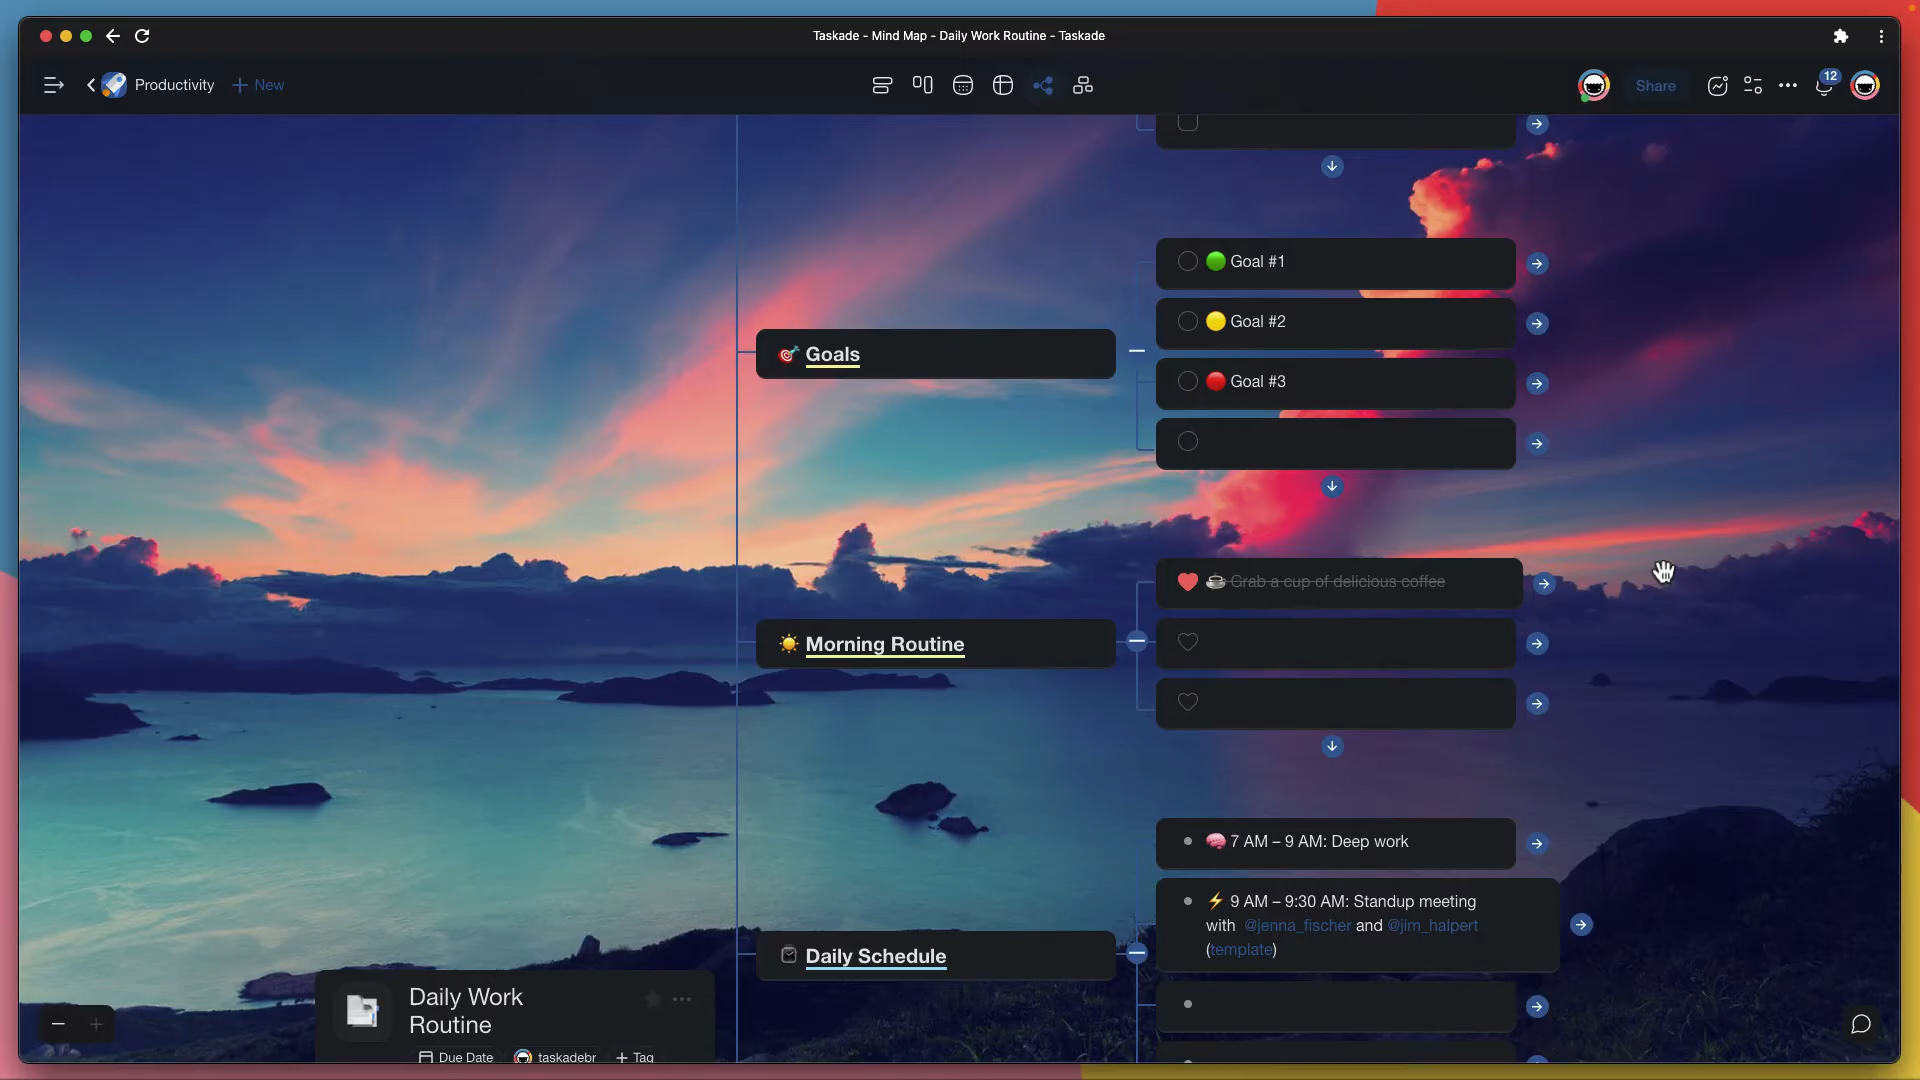 Taskade - Mind Map - Daily Work Routine - Taskade
Productivity
New
Share
12
Goal #1
Goal #2
Goal #3
Goals
Grab a cup of delicious coffee
Morning Routine
7 AM – 9 AM: Deep work
9 AM – 9:30 AM: Standup meeting
with @jenna_fischer and @jim_halpert
(template)
Daily Schedule
Daily Work
Routine
Due Date
taskadebr
+ Tag